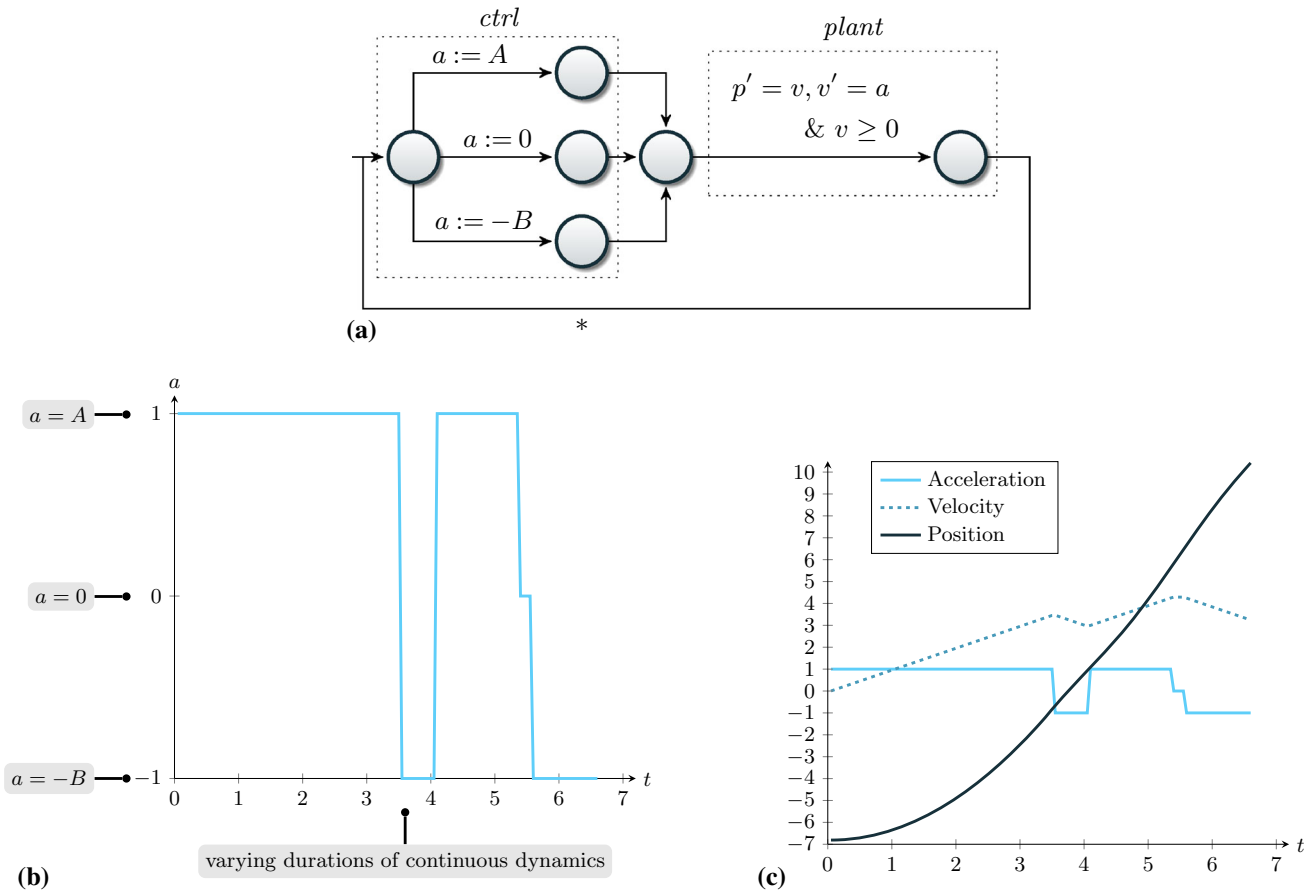 ctrl
plant
a := A
p′ = v, v′ = a
& v ≥ 0
a := 0
a := −B
*
(a)
a
a = A
1
a = 0
0
a = −B
−1
0 1 2 3 4 5 6 7 t
varying durations of continuous dynamics
(b)
Acceleration
Velocity
Position
10
9
8
7
6
5
4
3
2
1
0
−1
−2
−3
−4
−5
−6
−7
0 1 2 3 4 5 6 7 t
(c)